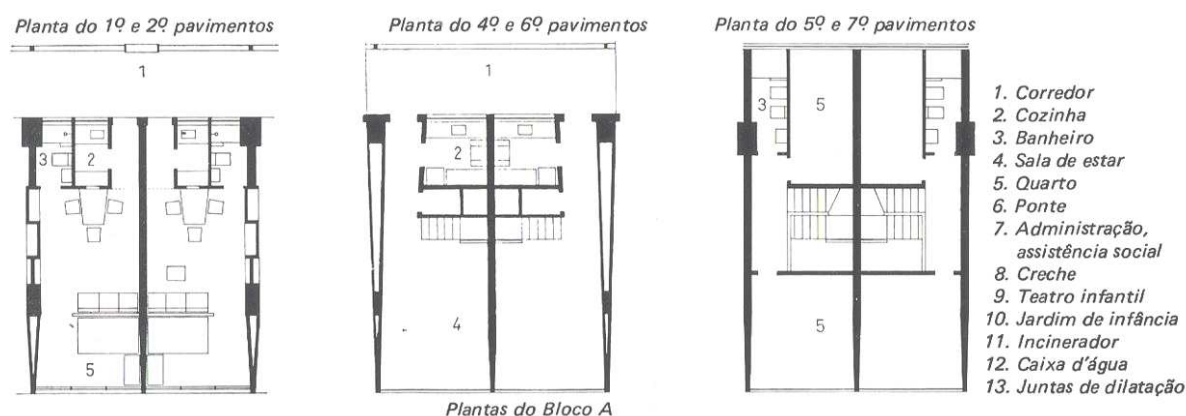 Planta do 1º e 2º pavimentos
1
3
2
5
Planta do 4º e 6º pavimentos
1
2
4
Plantas do Bloco A
Planta do 5º e 7º pavimentos
3
5
5
1. Corredor
2. Cozinha
3. Banheiro
4. Sala de estar
5. Quarto
6. Ponte
7. Administração,
assistência social
8. Creche
9. Teatro infantil
10. Jardim de infância
11. Incinerador
12. Caixa d'água
13. Juntas de dilatação